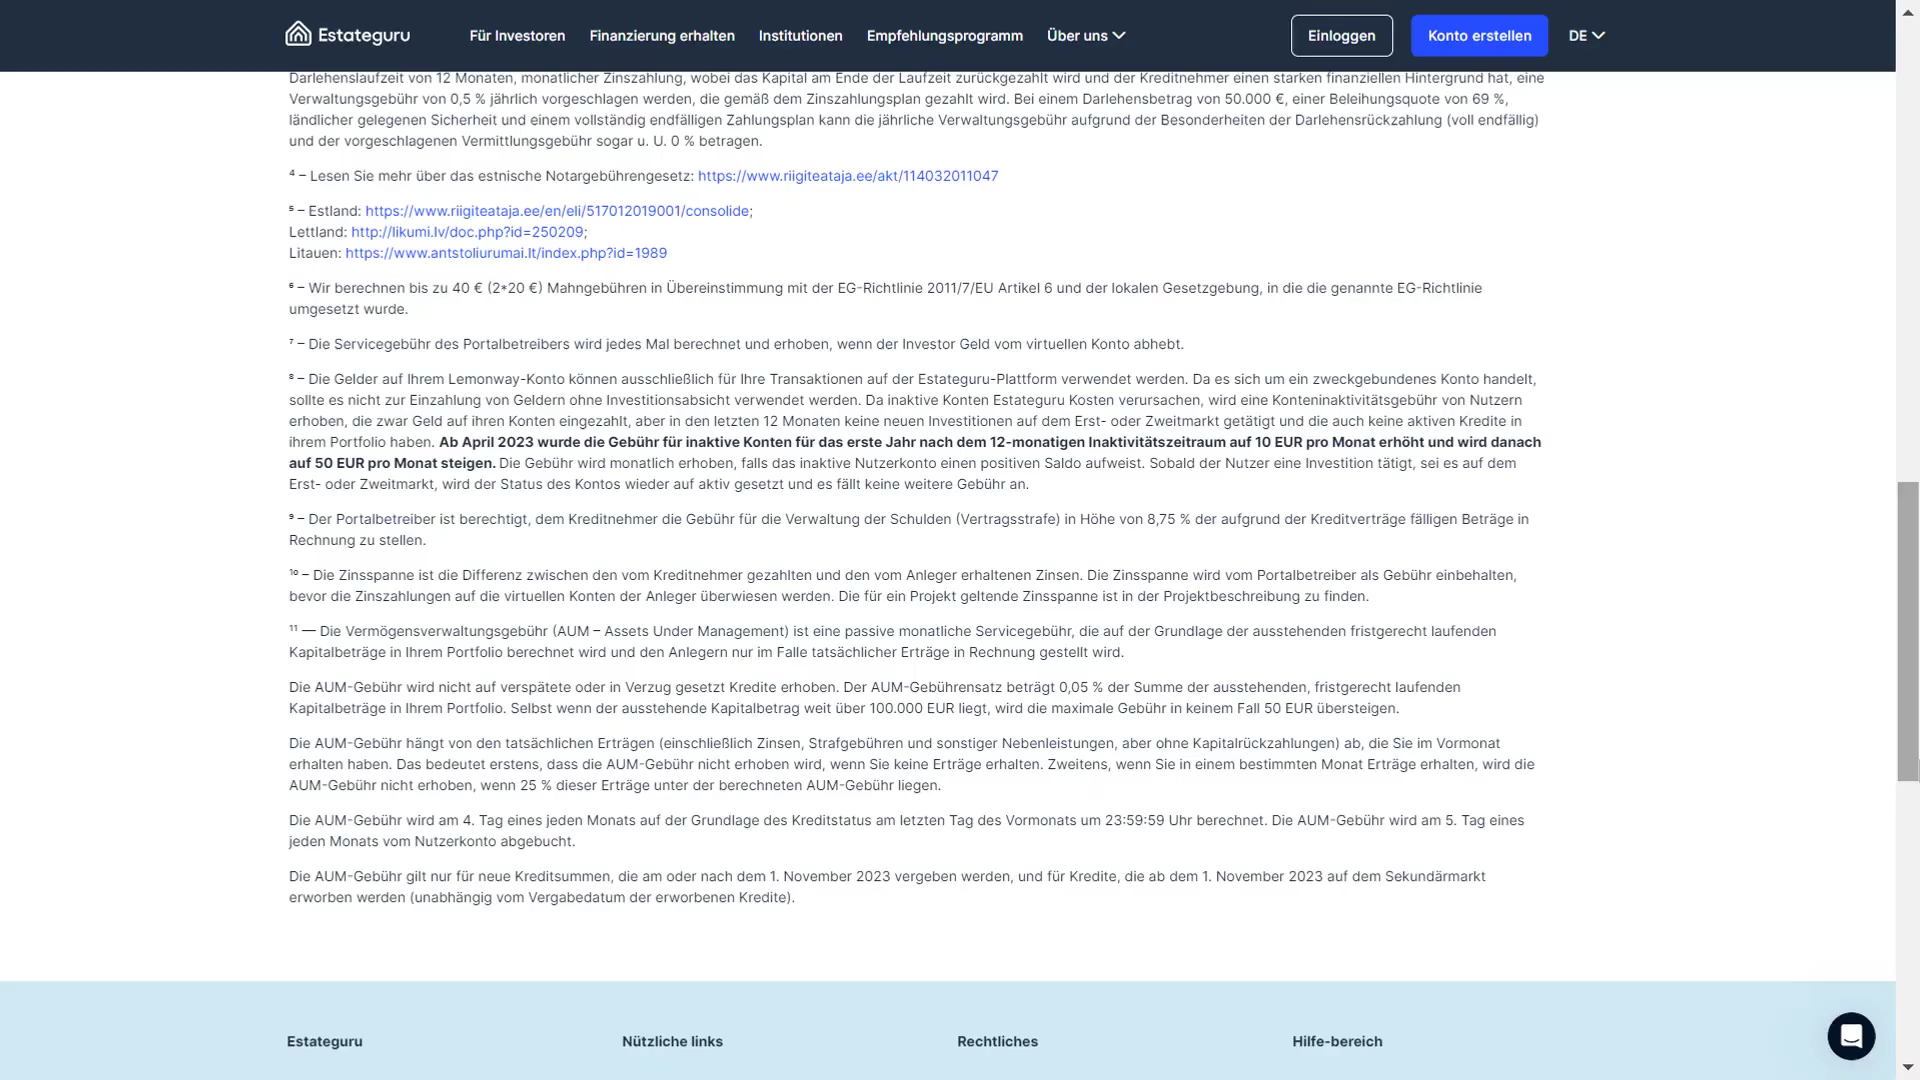 Estateguru
Für Investoren
Finanzierung erhalten
Institutionen
Empfehlungsprogramm
Über uns
Einloggen
Konto erstellen
DE
Darlehenslaufzeit von 12 Monaten, monatlicher Zinszahlung, wobei das Kapital am Ende der Laufzeit zurückgezahlt wird und der Kreditnehmer einen starken finanziellen Hintergrund hat, eine
Verwaltungsgebühr von 0,5 % jährlich vorgeschlagen werden, die gemäß dem Zinszahlungsplan gezahlt wird. Bei einem Darlehensbetrag von 50.000 €, einer Beleihungsquote von 69 %,
ländlicher gelegenen Sicherheit und einem vollständig endfälligen Zahlungsplan kann die jährliche Verwaltungsgebühr aufgrund der Besonderheiten der Darlehensrückzahlung (voll endfällig)
und der vorgeschlagenen Vermittlungsgebühr sogar u. U. 0 % betragen.
⁴ – Lesen Sie mehr über das estnische Notargebührengesetz: https://www.riigiteataja.ee/akt/114032011047
⁵ – Estland: https://www.riigiteataja.ee/en/eli/517012019001/consolide;
Lettland: http://likumi.lv/doc.php?id=250209;
Litauen: https://www.antstoliurumai.lt/index.php?id=1989
⁶ – Wir berechnen bis zu 40 € (2*20 €) Mahngebühren in Übereinstimmung mit der EG-Richtlinie 2011/7/EU Artikel 6 und der lokalen Gesetzgebung, in die die genannte EG-Richtlinie
umgesetzt wurde.
⁷ – Die Servicegebühr des Portalbetreibers wird jedes Mal berechnet und erhoben, wenn der Investor Geld vom virtuellen Konto abhebt.
⁸ – Die Gelder auf Ihrem Lemonway-Konto können ausschließlich für Ihre Transaktionen auf der Estateguru-Plattform verwendet werden. Da es sich um ein zweckgebundenes Konto handelt,
sollte es nicht zur Einzahlung von Geldern ohne Investitionsabsicht verwendet werden. Da inaktive Konten Estateguru Kosten verursachen, wird eine Konteninaktivitätsgebühr von Nutzern
erhoben, die zwar Geld auf ihren Konten eingezahlt, aber in den letzten 12 Monaten keine neuen Investitionen auf dem Erst- oder Zweitmarkt getätigt und die auch keine aktiven Kredite in
ihrem Portfolio haben. Ab April 2023 wurde die Gebühr für inaktive Konten für das erste Jahr nach dem 12-monatigen Inaktivitätszeitraum auf 10 EUR pro Monat erhöht und wird danach
auf 50 EUR pro Monat steigen. Die Gebühr wird monatlich erhoben, falls das inaktive Nutzerkonto einen positiven Saldo aufweist. Sobald der Nutzer eine Investition tätigt, sei es auf dem
Erst- oder Zweitmarkt, wird der Status des Kontos wieder auf aktiv gesetzt und es fällt keine weitere Gebühr an.
⁹ – Der Portalbetreiber ist berechtigt, dem Kreditnehmer die Gebühr für die Verwaltung der Schulden (Vertragsstrafe) in Höhe von 8,75 % der aufgrund der Kreditverträge fälligen Beträge in
Rechnung zu stellen.
¹⁰ – Die Zinsspanne ist die Differenz zwischen den vom Kreditnehmer gezahlten und den vom Anleger erhaltenen Zinsen. Die Zinsspanne wird vom Portalbetreiber als Gebühr einbehalten,
bevor die Zinszahlungen auf die virtuellen Konten der Anleger überwiesen werden. Die für ein Projekt geltende Zinsspanne ist in der Projektbeschreibung zu finden.
¹¹ — Die Vermögensverwaltungsgebühr (AUM – Assets Under Management) ist eine passive monatliche Servicegebühr, die auf der Grundlage der ausstehenden fristgerecht laufenden
Kapitalbeträge in Ihrem Portfolio berechnet wird und den Anlegern nur im Falle tatsächlicher Erträge in Rechnung gestellt wird.
Die AUM-Gebühr wird nicht auf verspätete oder in Verzug gesetzt Kredite erhoben. Der AUM-Gebührensatz beträgt 0,05 % der Summe der ausstehenden, fristgerecht laufenden
Kapitalbeträge in Ihrem Portfolio. Selbst wenn der ausstehende Kapitalbetrag weit über 100.000 EUR liegt, wird die maximale Gebühr in keinem Fall 50 EUR übersteigen.
Die AUM-Gebühr hängt von den tatsächlichen Erträgen (einschließlich Zinsen, Strafgebühren und sonstiger Nebenleistungen, aber ohne Kapitalrückzahlungen) ab, die Sie im Vormonat
erhalten haben. Das bedeutet erstens, dass die AUM-Gebühr nicht erhoben wird, wenn Sie keine Erträge erhalten. Zweitens, wenn Sie in einem bestimmten Monat Erträge erhalten, wird die
AUM-Gebühr nicht erhoben, wenn 25 % dieser Erträge unter der berechneten AUM-Gebühr liegen.
Die AUM-Gebühr wird am 4. Tag eines jeden Monats auf der Grundlage des Kreditstatus am letzten Tag des Vormonats um 23:59:59 Uhr berechnet. Die AUM-Gebühr wird am 5. Tag eines
jeden Monats vom Nutzerkonto abgebucht.
Die AUM-Gebühr gilt nur für neue Kreditsummen, die am oder nach dem 1. November 2023 vergeben werden, und für Kredite, die ab dem 1. November 2023 auf dem Sekundärmarkt
erworben werden (unabhängig vom Vergabedatum der erworbenen Kredite).
Estateguru
Nützliche links
Rechtliches
Hilfe-bereich